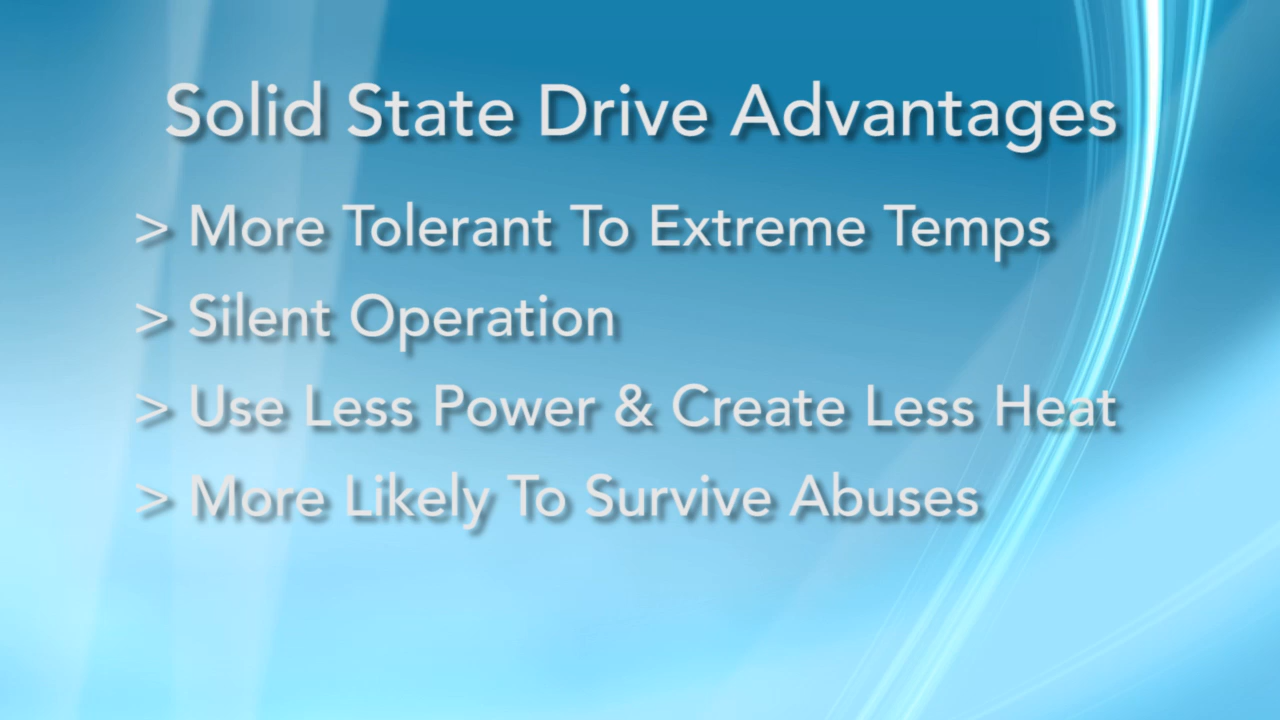 Solid State Drive Advantages
> More Tolerant To Extreme Temps
> Silent Operation
> Use Less Power & Create Less Heat
> More Likely To Survive Abuses